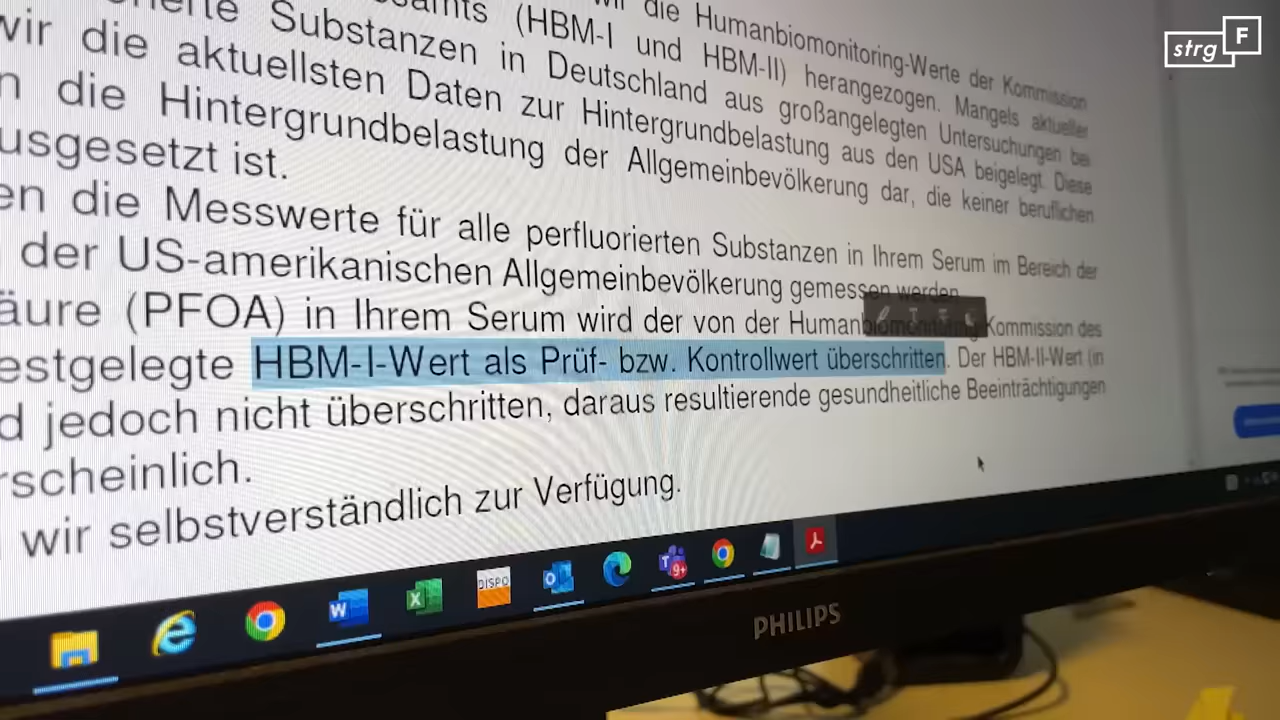 wir die Humanbiomonitoring-Werte der Kommission
(HBM-I und HBM-II) herangezogen. Mangels aktueller
Substanzen in Deutschland aus großangelegten Untersuchungen bei
wir die aktuellsten Daten zur Hintergrundbelastung aus den USA beigelegt. Diese
n die Hintergrundbelastung der Allgemeinbevölkerung dar, die keiner beruflichen
usgesetzt ist.
en die Messwerte für alle perfluorierten Substanzen in Ihrem Serum im Bereich der
der US-amerikanischen Allgemeinbevölkerung gemessen werden
äure (PFOA) in Ihrem Serum wird der von der Humanbiomonitoring Kommission des
estgelegte HBM-I-Wert als Prüf- bzw. Kontrollwert überschritten. Der HBM-II-Wert (in
d jedoch nicht überschritten, daraus resultierende gesundheitliche Beeinträchtigungen
rscheinlich.
wir selbstverständlich zur Verfügung.
DISPO
9+
PHILIPS
strg F